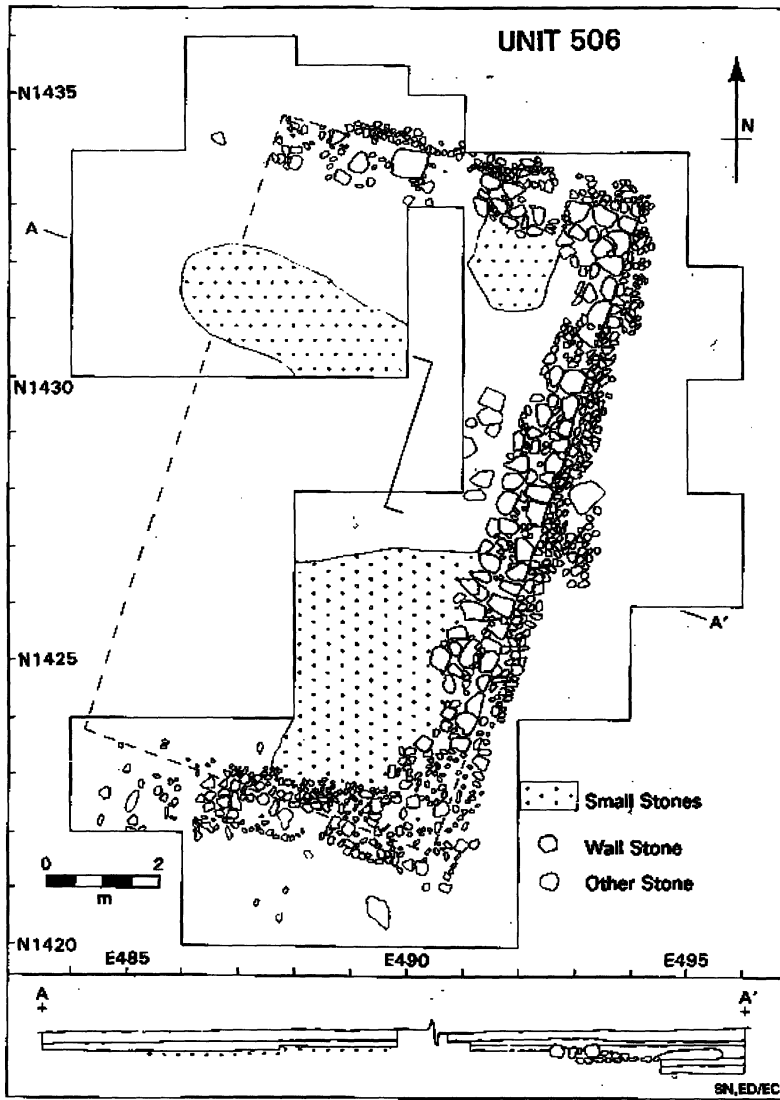 UNIT 506
N1435
N
A
N1430
A'
N1425
Small Stones
Wall Stone
Other Stone
0 2
m
N1420
E485 E490 E495
A A'
SN,ED/EC